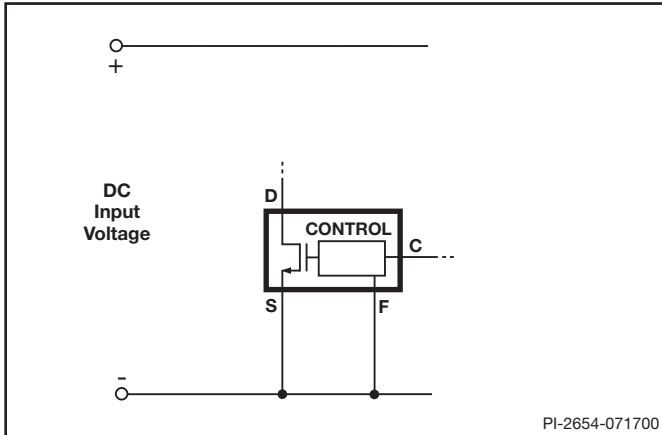 +
DC
Input
Voltage
D
CONTROL
C
S
F
-
PI-2654-071700